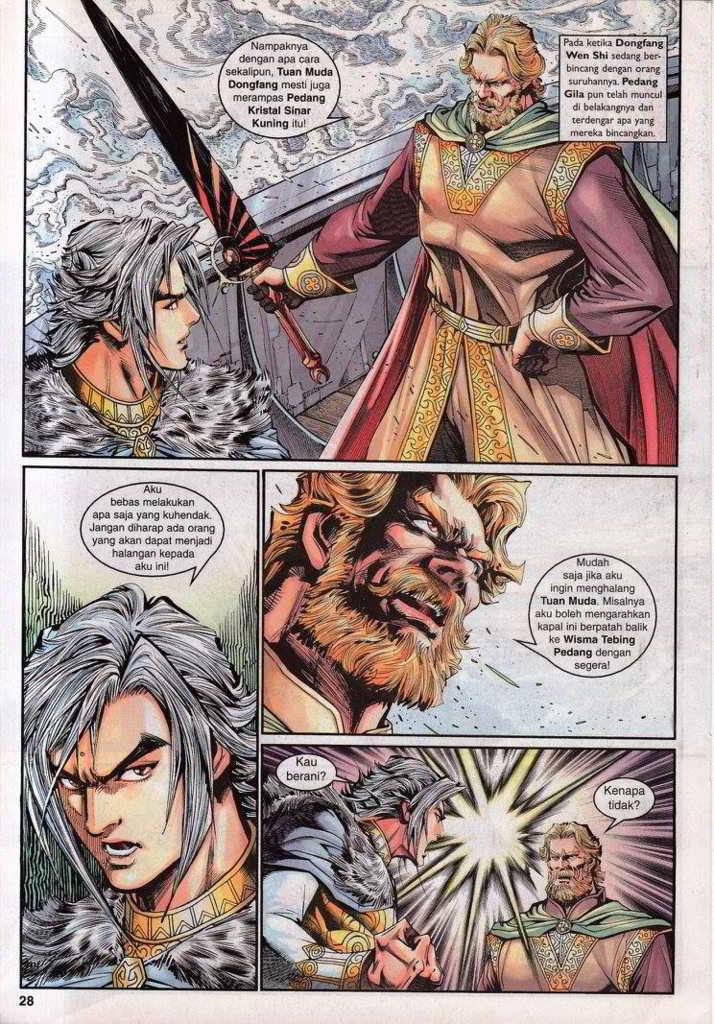 Nampaknya
dengan apa cara
sekalipun, Tuan Muda
Dongfang mesti juga
merampas Pedang
Kristal Sinar
Kuning itu!
Pada ketika Dongfang
Wen Shi sedang ber-
bincang dengan orang
suruhannya. Pedang
Gila pun telah muncul
di belakangnya dan
terdengar apa yang
mereka bincangkan.
Aku
bebas melakukan
apa saja yang kuhendak.
Jangan diharap ada orang
yang akan dapat menjadi
halangan kepada
aku ini!
Mudah
saja jika aku
ingin menghalang
Tuan Muda. Misalnya
aku boleh mengarahkan
kapal ini berpatah balik
ke Wisma Tebing
Pedang dengan
segera!
Kau
berani?
Kenapa
tidak?
28